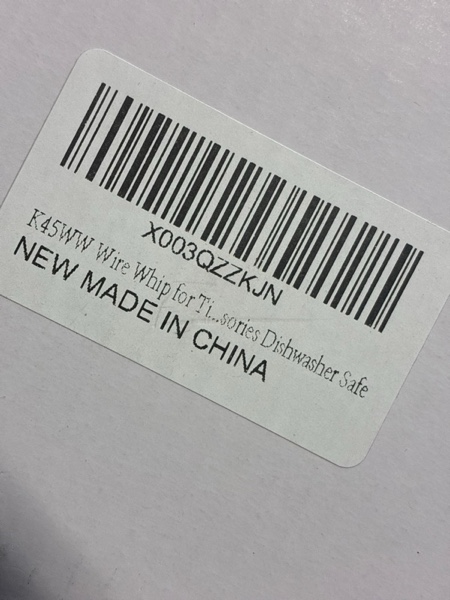 X003QZZKJN
K45WW Wire Whip for Ti...sories Dishwasher Safe
NEW MADE IN CHINA